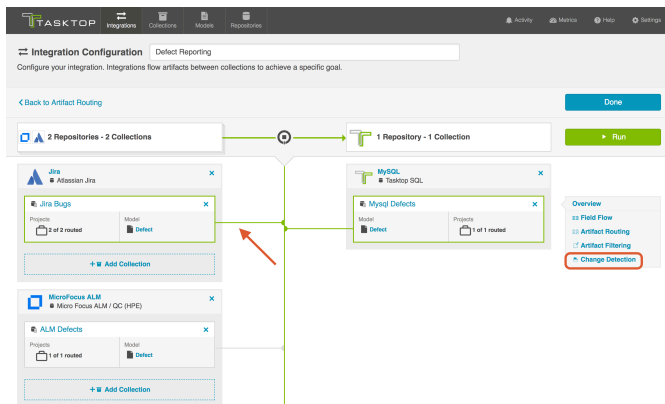 TASKTOP
Integrations
Collections
Models
Repositories
Activity
Metrics
Help
Settings
Integration Configuration
Defect Reporting
Configure your integration. Integrations flow artifacts between collections to achieve a specific goal.
Back to Artifact Routing
Done
2 Repositories - 2 Collections
1 Repository - 1 Collection
Run
Jira
Atlassian Jira
Jira Bugs
Projects
Model
2 of 2 routed
Defect
+ Add Collection
MySQL
Tasktop SQL
Mysql Defects
Model
Projects
Defect
1 of 1 routed
Overview
Field Flow
Artifact Routing
Artifact Filtering
Change Detection
MicroFocus ALM
Micro Focus ALM / QC (HPE)
ALM Defects
Projects
Model
1 of 1 routed
Defect
+ Add Collection